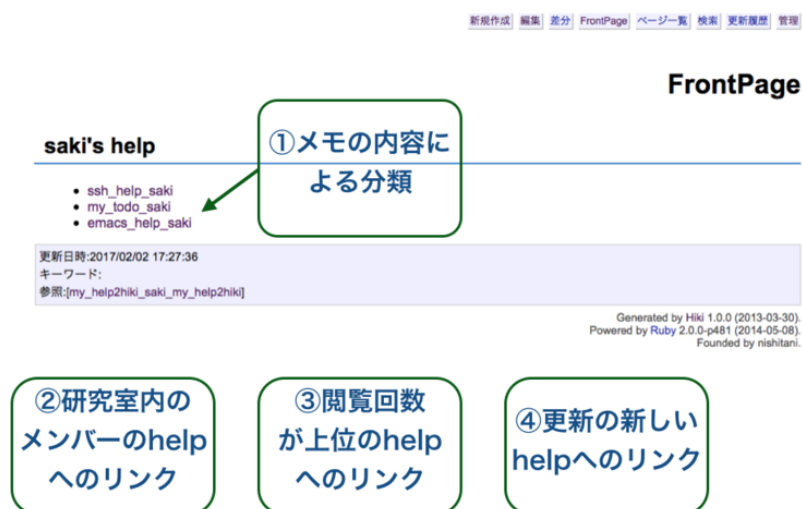 新規作成 編集 差分 FrontPage ページ一覧 検索 更新履歴 管理
FrontPage
saki's help
①メモの内容に
よる分類
ssh_help_saki
my_todo_saki
emacs_help_saki
更新日時:2017/02/02 17:27:36
キーワード:
参照:[my_help2hiki_saki_my_help2hiki]
Generated by Hiki 1.0.0 (2013-03-30).
Powered by Ruby 2.0.0-p481 (2014-05-08).
Founded by nishitani.
②研究室内の
メンバーのhelp
へのリンク
③閲覧回数
が上位のhelp
へのリンク
④更新の新しい
helpへのリンク